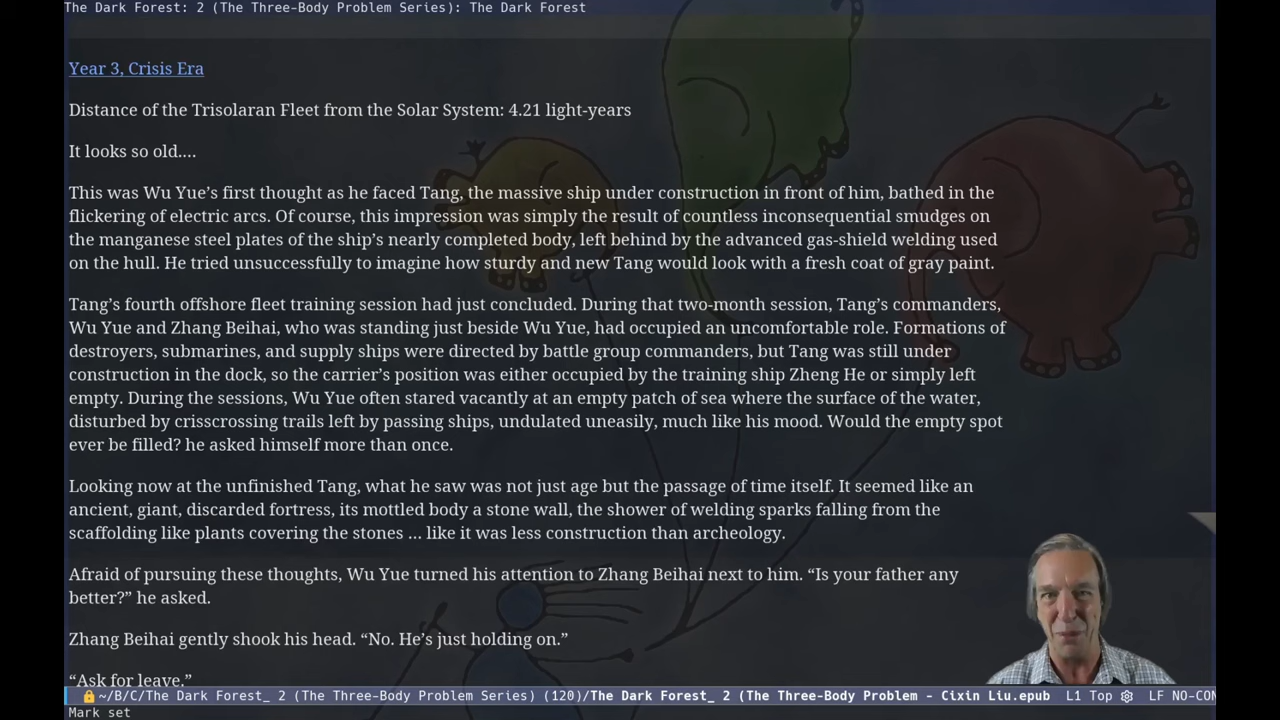 The Dark Forest: 2 (The Three-Body Problem Series): The Dark Forest
Year 3, Crisis Era
Distance of the Trisolaran Fleet from the Solar System: 4.21 light-years
It looks so old.…
This was Wu Yue’s first thought as he faced Tang, the massive ship under construction in front of him, bathed in the
flickering of electric arcs. Of course, this impression was simply the result of countless inconsequential smudges on
the manganese steel plates of the ship’s nearly completed body, left behind by the advanced gas-shield welding used
on the hull. He tried unsuccessfully to imagine how sturdy and new Tang would look with a fresh coat of gray paint.
Tang’s fourth offshore fleet training session had just concluded. During that two-month session, Tang’s commanders,
Wu Yue and Zhang Beihai, who was standing just beside Wu Yue, had occupied an uncomfortable role. Formations of
destroyers, submarines, and supply ships were directed by battle group commanders, but Tang was still under
construction in the dock, so the carrier’s position was either occupied by the training ship Zheng He or simply left
empty. During the sessions, Wu Yue often stared vacantly at an empty patch of sea where the surface of the water,
disturbed by crisscrossing trails left by passing ships, undulated uneasily, much like his mood. Would the empty spot
ever be filled? he asked himself more than once.
Looking now at the unfinished Tang, what he saw was not just age but the passage of time itself. It seemed like an
ancient, giant, discarded fortress, its mottled body a stone wall, the shower of welding sparks falling from the
scaffolding like plants covering the stones … like it was less construction than archeology.
Afraid of pursuing these thoughts, Wu Yue turned his attention to Zhang Beihai next to him. “Is your father any
better?” he asked.
Zhang Beihai gently shook his head. “No. He’s just holding on.”
“Ask for leave.”
~/B/C/The Dark Forest_ 2 (The Three-Body Problem Series) (120)/The Dark Forest_ 2 (The Three-Body Problem - Cixin Liu.epub L1 Top LF NO-CON
Mark set